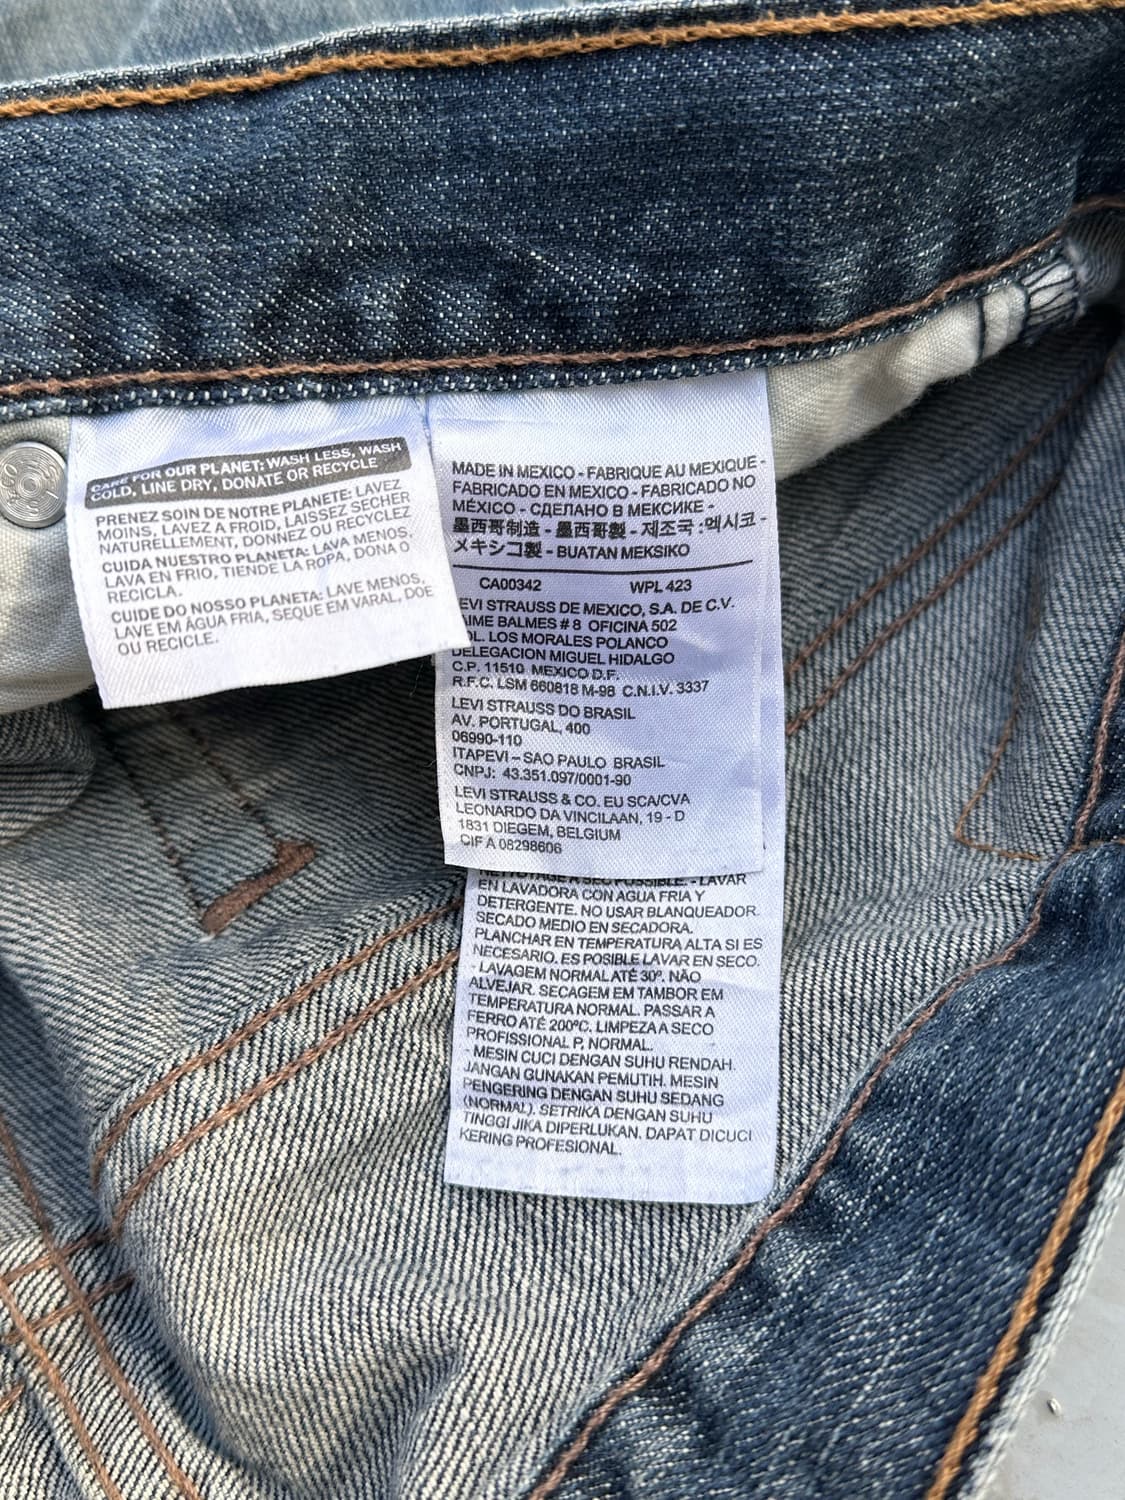 CARE FOR OUR PLANET: WASH LESS, WASH
COLD, LINE DRY, DONATE OR RECYCLE
PRENEZ SOIN DE NOTRE PLANETE: LAVEZ
MOINS, LAVEZ A FROID, LAISSEZ SÉCHER
NATURELLEMENT, DONNEZ OU RECYCLEZ
CUIDA NUESTRO PLANETA: LAVA MENOS,
LAVA EN FRIO, TIENDE LA ROPA, DONA O
RECICLA.
CUIDE DO NOSSO PLANETA: LAVE MENOS,
LAVE EM ÁGUA FRIA, SEQUE EM VARAL, DOE
OU RECICLE.
MADE IN MEXICO - FABRIQUE AU MEXIQUE -
FABRICADO EN MEXICO - FABRICADO NO
MÉXICO - СДЕЛАНО В МЕКСИКЕ -
墨西哥制造 - 墨西哥製 - 제조국 : 멕시코 -
メキシコ製 - BUATAN MEKSIKO
CA00342 WPL 423
EVI STRAUSS DE MEXICO, S.A. DE C.V.
AIME BALMES # 8 OFICINA 502
OL. LOS MORALES POLANCO
DELEGACION MIGUEL HIDALGO
C.P. 11510 MEXICO D.F.
R.F.C. LSM 660818 M-98 C.N.I.V. 3337
LEVI STRAUSS DO BRASIL
AV. PORTUGAL, 400
06990-110
ITAPEVI – SAO PAULO BRASIL
CNPJ: 43.351.097/0001-90
LEVI STRAUSS & CO. EU SCA/CVA
LEONARDO DA VINCILAAN, 19 - D
1831 DIEGEM, BELGIUM
CIF A 08298606
NETTOYAGE A SEC POSSIBLE. - LAVAR
EN LAVADORA CON AGUA FRIA Y
DETERGENTE. NO USAR BLANQUEADOR.
SECADO MEDIO EN SECADORA.
PLANCHAR EN TEMPERATURA ALTA SI ES
NECESARIO. ES POSIBLE LAVAR EN SECO.
- LAVAGEM NORMAL ATÉ 30º. NÃO
ALVEJAR. SECAGEM EM TAMBOR EM
TEMPERATURA NORMAL. PASSAR A
FERRO ATÉ 200ºC. LIMPEZA A SECO
PROFISSIONAL P, NORMAL.
- MESIN CUCI DENGAN SUHU RENDAH.
JANGAN GUNAKAN PEMUTIH. MESIN
PENGERING DENGAN SUHU SEDANG
(NORMAL). SETRIKA DENGAN SUHU
TINGGI JIKA DIPERLUKAN. DAPAT DICUCI
KERING PROFESIONAL.